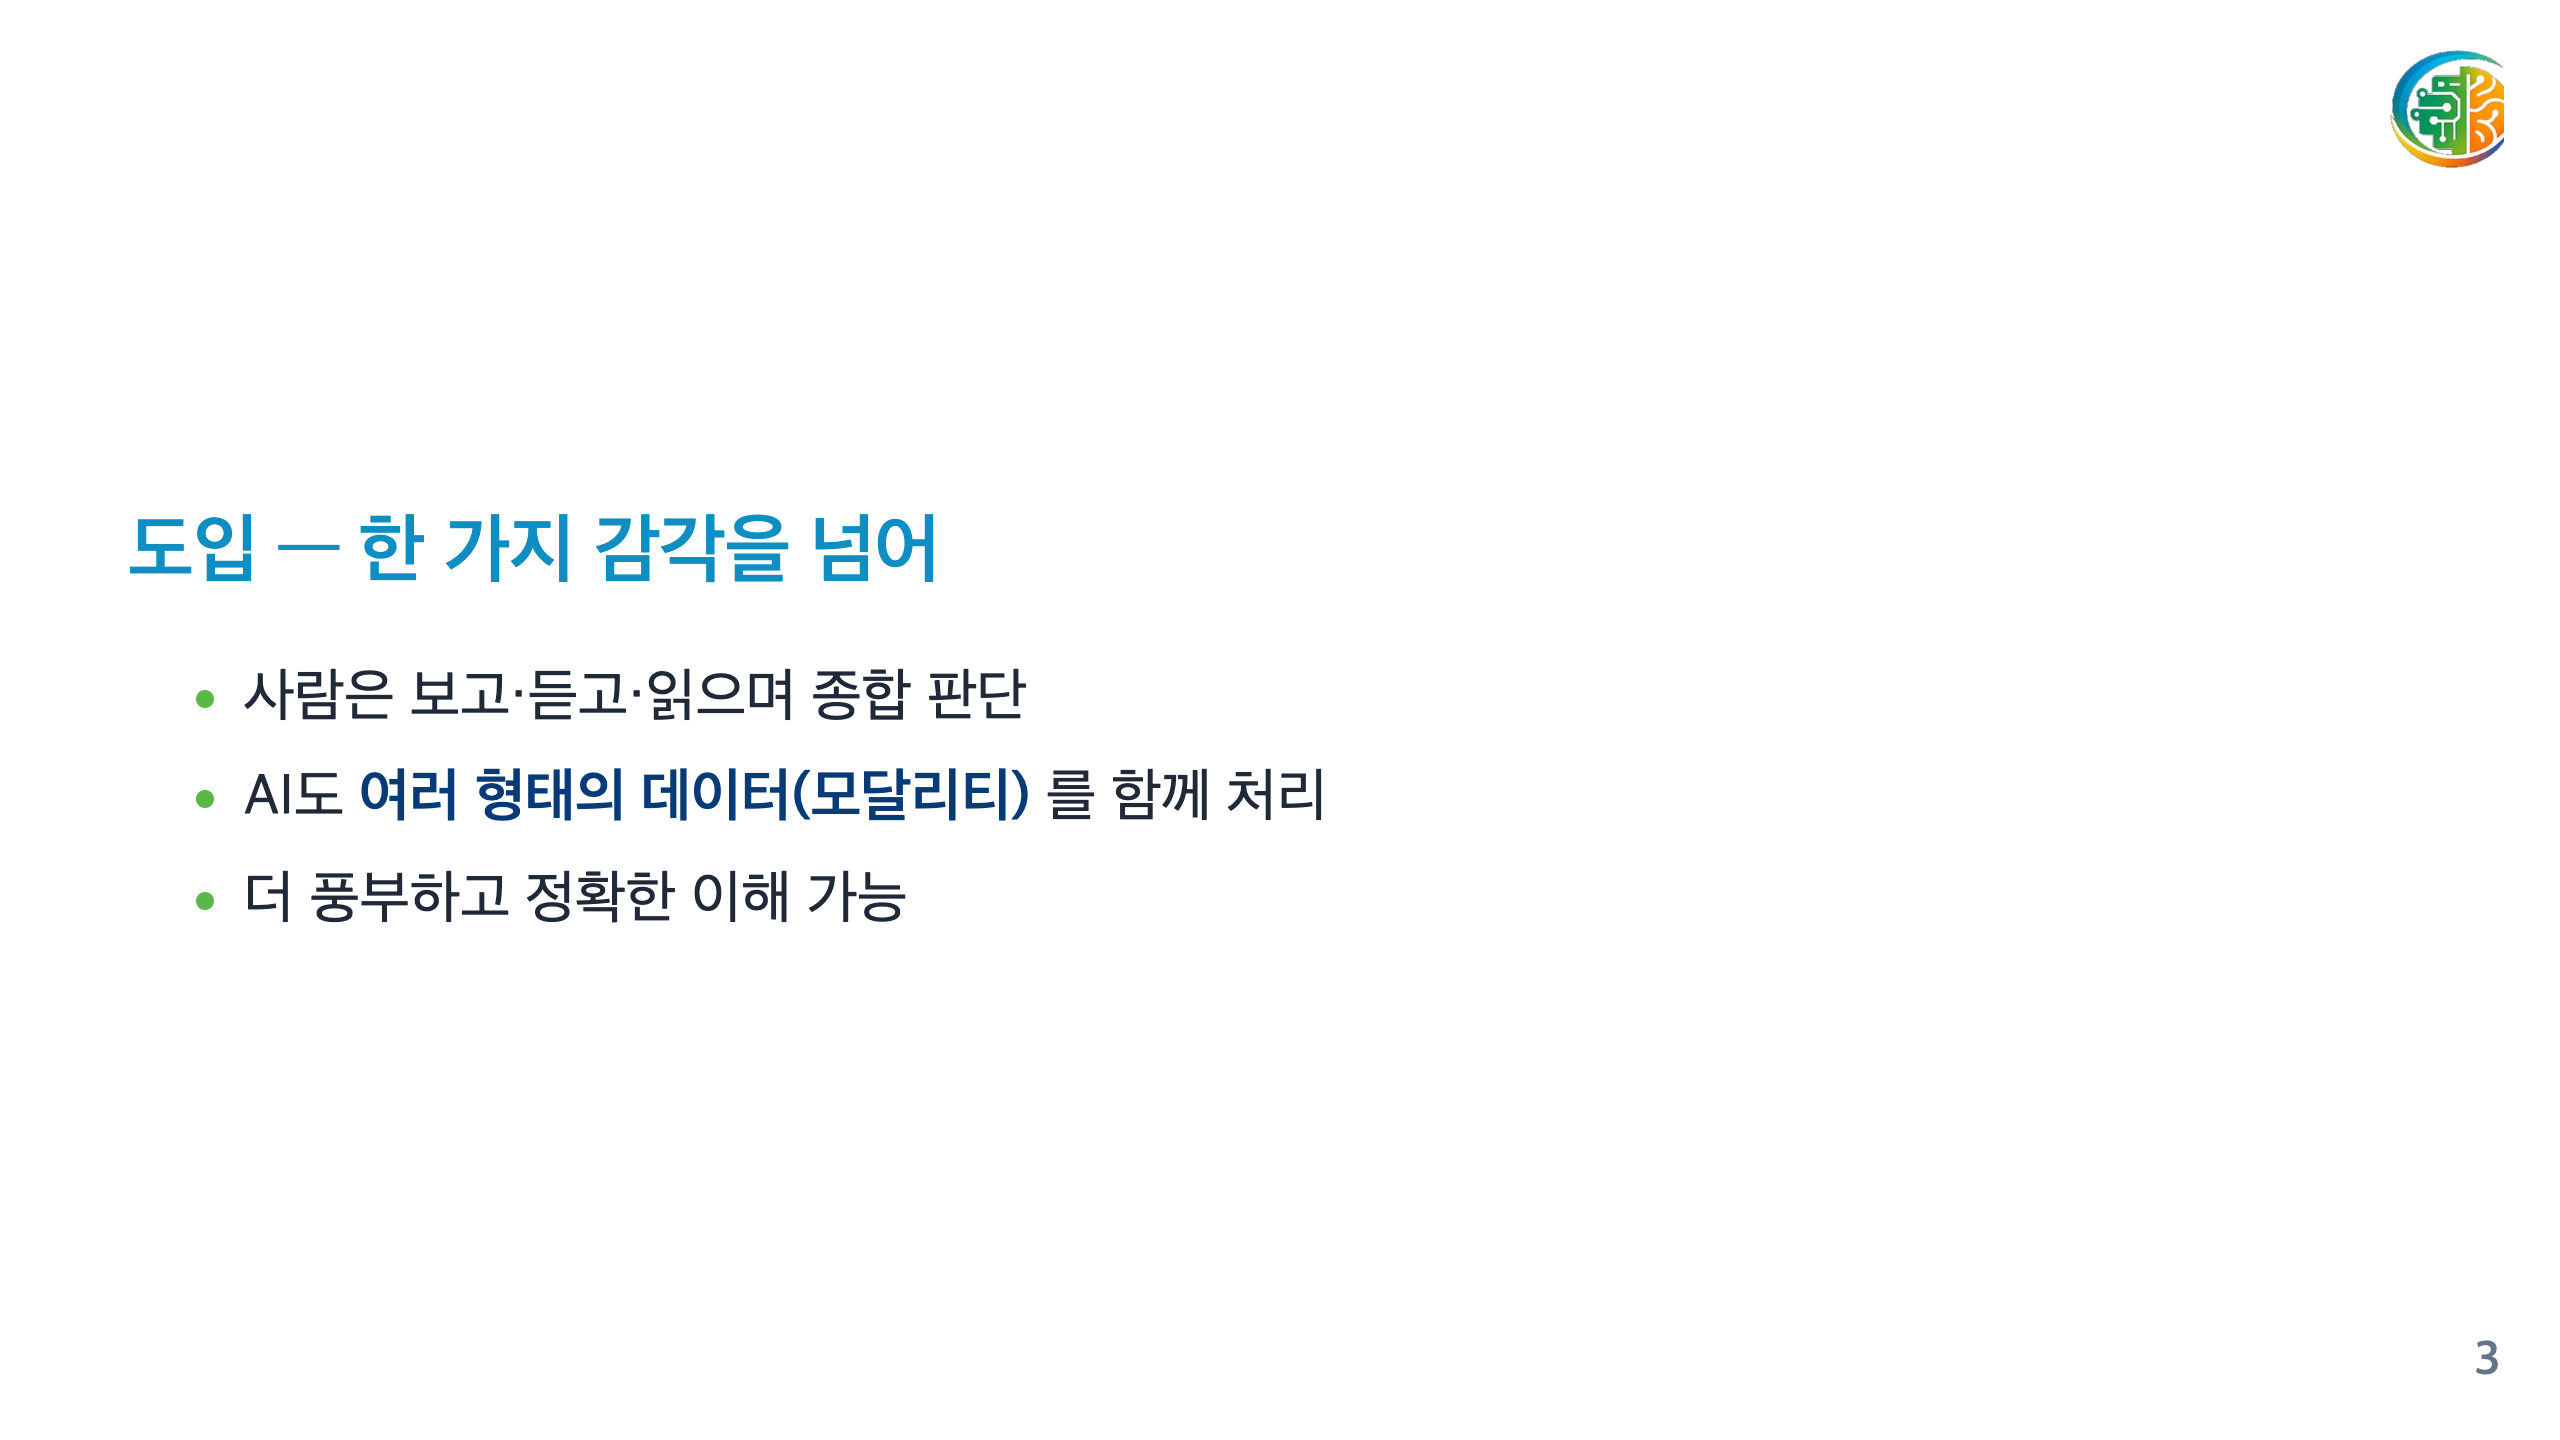 도입 — 한 가지 감각을 넘어
• 사람은 보고·듣고·읽으며 종합 판단
• AI도 여러 형태의 데이터(모달리티) 를 함께 처리
• 더 풍부하고 정확한 이해 가능
3